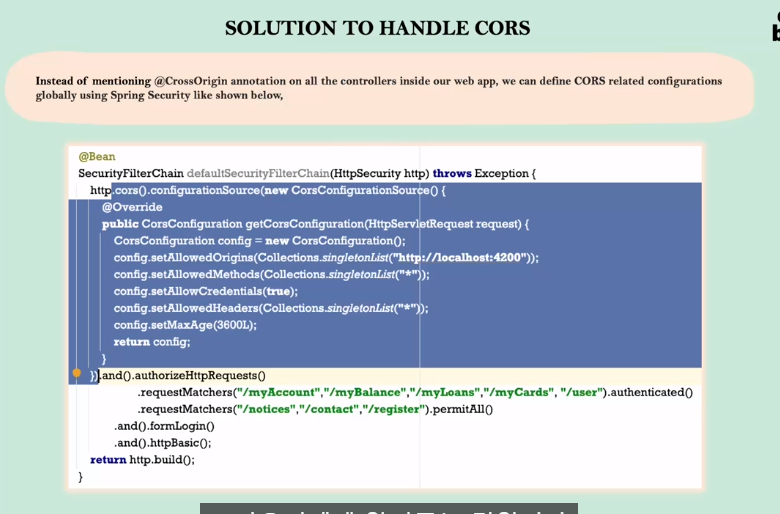 SOLUTION TO HANDLE CORS
Instead of mentioning @CrossOrigin annotation on all the controllers inside our web app, we can define CORS related configurations
globally using Spring Security like shown below,
@Bean
SecurityFilterChain defaultSecurityFilterChain(HttpSecurity http) throws Exception {
http.cors().configurationSource(new CorsConfigurationSource() {
@Override
public CorsConfiguration getCorsConfiguration(HttpServletRequest request) {
CorsConfiguration config = new CorsConfiguration();
config.setAllowedOrigins(Collections.singletonList("http://localhost:4200"));
config.setAllowedMethods(Collections.singletonList("*"));
config.setAllowCredentials(true);
config.setAllowedHeaders(Collections.singletonList("*"));
config.setMaxAge(3600L);
return config;
}
}).and().authorizeHttpRequests()
.requestMatchers("/myAccount","/myBalance","/myLoans","/myCards", "/user").authenticated()
.requestMatchers("/notices","/contact","/register").permitAll()
.and().formLogin()
.and().httpBasic();
return http.build();
}